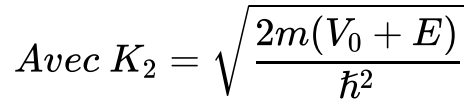 Avec K₂ = √(2m(V₀ + E)/ħ²)